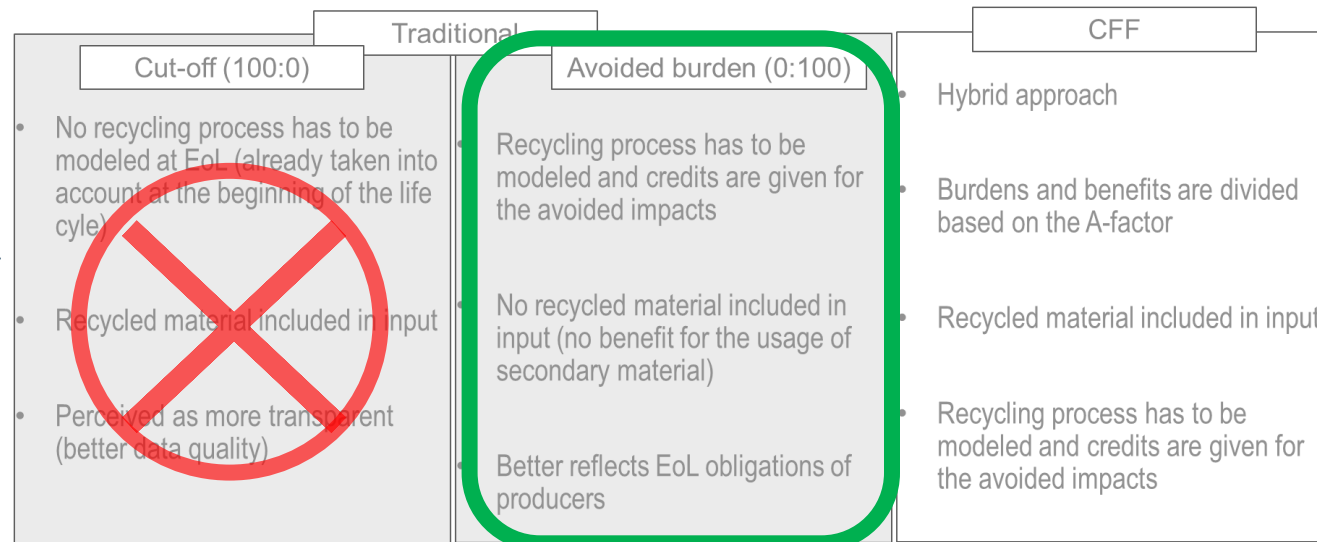 Traditional
Cut-off (100:0)
• No recycling process has to be
modeled at EoL (already taken into
account at the beginning of the life
cyle)
• Recycled material included in input
• Perceived as more transparent
(better data quality)
Avoided burden (0:100)
• Recycling process has to be
modeled and credits are given for
the avoided impacts
• No recycled material included in
input (no benefit for the usage of
secondary material)
• Better reflects EoL obligations of
producers
CFF
• Hybrid approach
• Burdens and benefits are divided
based on the A-factor
• Recycled material included in input
• Recycling process has to be
modeled and credits are given for
the avoided impacts